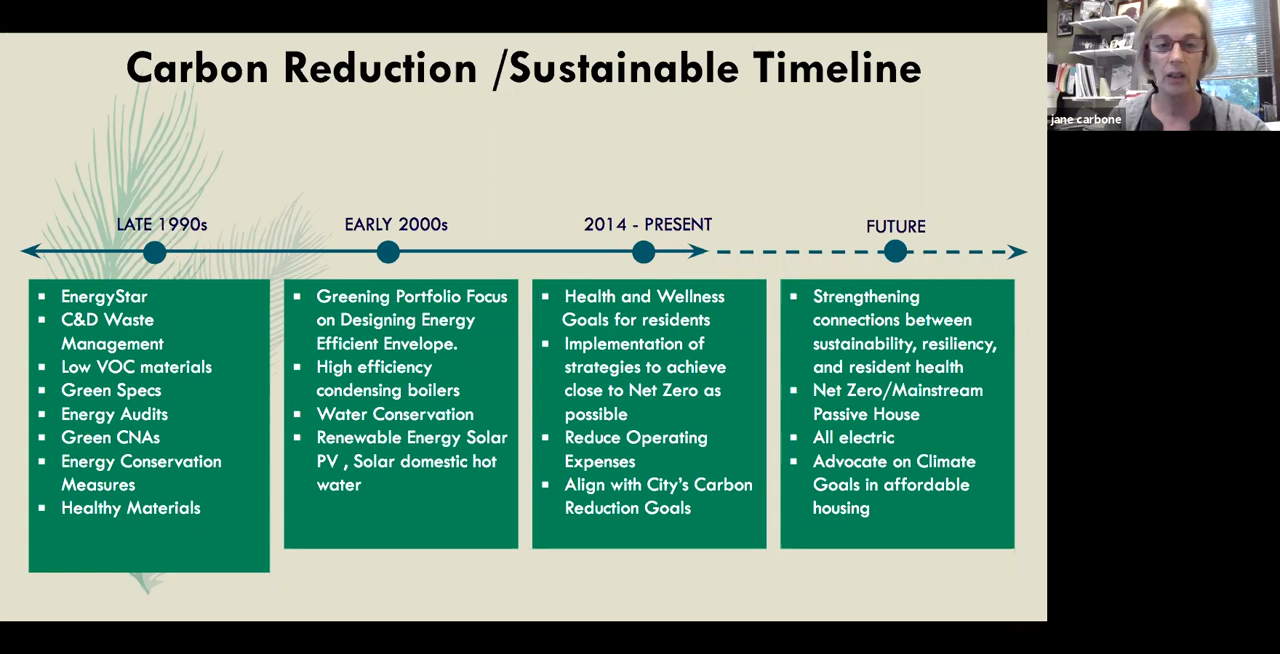 Carbon Reduction /Sustainable Timeline
jane carbone
LATE 1990s
EARLY 2000s
2014 - PRESENT
FUTURE
▪ EnergyStar
▪ C&D Waste
Management
▪ Low VOC materials
▪ Green Specs
▪ Energy Audits
▪ Green CNAs
▪ Energy Conservation
Measures
▪ Healthy Materials
▪ Greening Portfolio Focus
on Designing Energy
Efficient Envelope.
▪ High efficiency
condensing boilers
▪ Water Conservation
▪ Renewable Energy Solar
PV , Solar domestic hot
water
▪ Health and Wellness
Goals for residents
▪ Implementation of
strategies to achieve
close to Net Zero as
possible
▪ Reduce Operating
Expenses
▪ Align with City's Carbon
Reduction Goals
▪ Strengthening
connections between
sustainability, resiliency,
and resident health
▪ Net Zero/Mainstream
Passive House
▪ All electric
▪ Advocate on Climate
Goals in affordable
housing